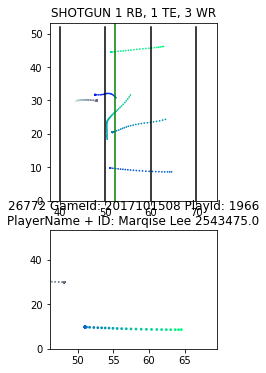 SHOTGUN 1 RB, 1 TE, 3 WR
50
40
30
20
10
0
40 50 60 70
26772 GameId: 2017101508 PlayId: 1966
PlayerName + ID: Marqise Lee 2543475.0
40
20
0
50 55 60 65